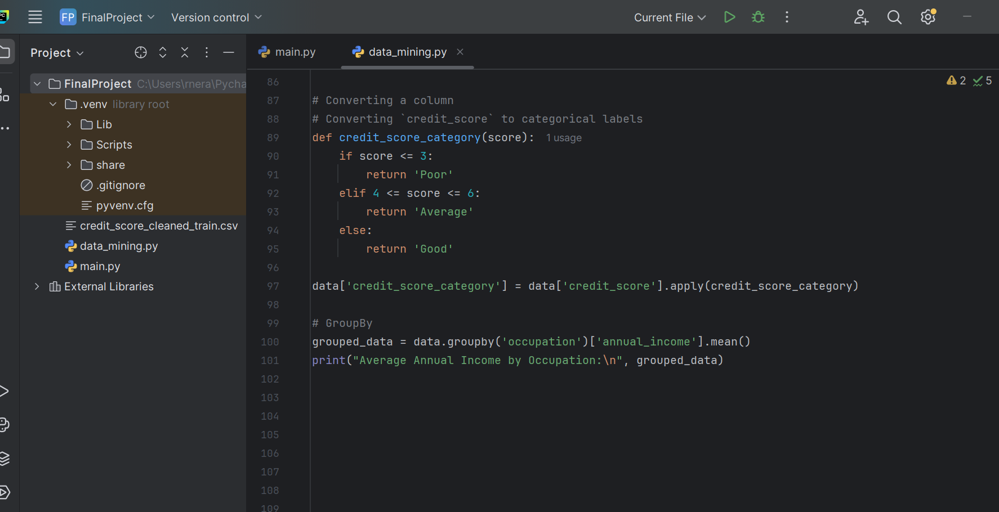 PC
FP FinalProject Version control Current File
Project
main.py data_mining.py
FinalProject C:\Users\rnera\Pycha
.venv library root
Lib
Scripts
share
.gitignore
pyvenv.cfg
credit_score_cleaned_train.csv
data_mining.py
main.py
External Libraries
2 5
86
87 # Converting a column
88 # Converting `credit_score` to categorical labels
89 def credit_score_category(score): 1 usage
90 if score <= 3:
91 return 'Poor'
92 elif 4 <= score <= 6:
93 return 'Average'
94 else:
95 return 'Good'
96
97 data['credit_score_category'] = data['credit_score'].apply(credit_score_category)
98
99 # GroupBy
100 grouped_data = data.groupby('occupation')['annual_income'].mean()
101 print("Average Annual Income by Occupation:\n", grouped_data)
102
103
104
105
106
107
108
109